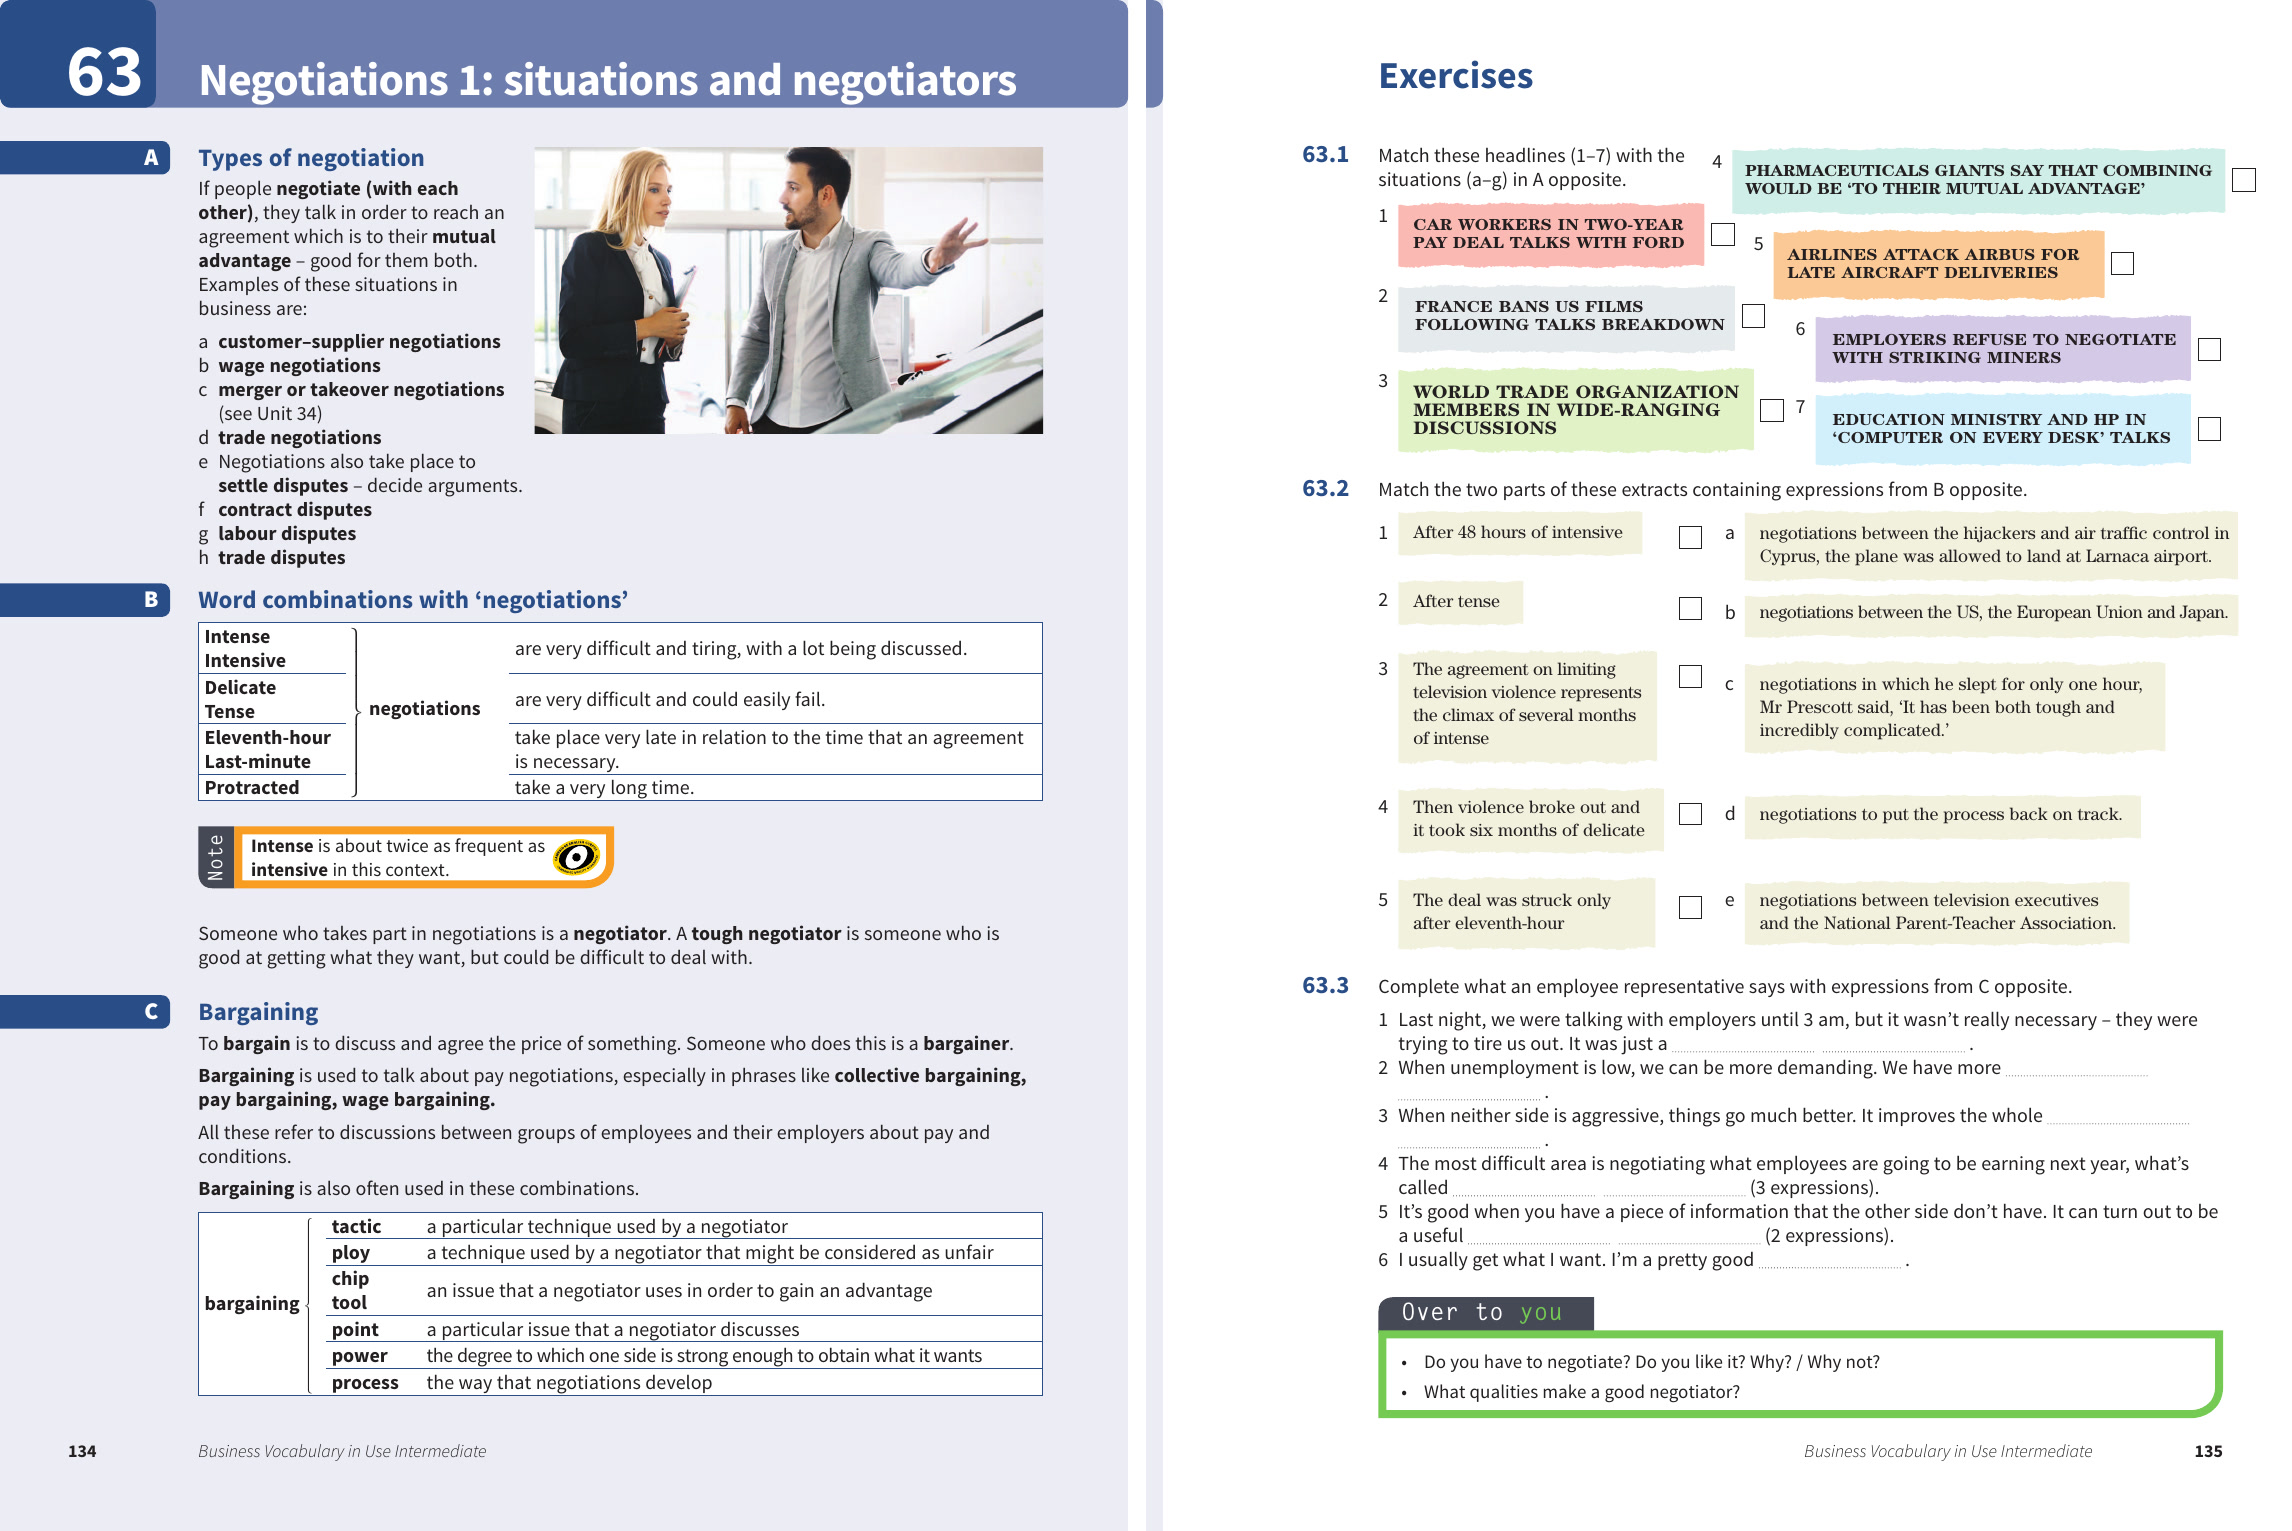 63
Negotiations 1: situations and negotiators
A
Types of negotiation
If people negotiate (with each
other), they talk in order to reach an
agreement which is to their mutual
advantage – good for them both.
Examples of these situations in
business are:
a customer–supplier negotiations
b wage negotiations
c merger or takeover negotiations
(see Unit 34)
d trade negotiations
e Negotiations also take place to
settle disputes – decide arguments.
f contract disputes
g labour disputes
h trade disputes
B
Word combinations with ‘negotiations’
Intense
Intensive
are very difficult and tiring, with a lot being discussed.
Delicate
Tense
negotiations
are very difficult and could easily fail.
Eleventh-hour
Last-minute
take place very late in relation to the time that an agreement
is necessary.
Protracted
take a very long time.
Note
Intense is about twice as frequent as
intensive in this context.
Someone who takes part in negotiations is a negotiator. A tough negotiator is someone who is
good at getting what they want, but could be difficult to deal with.
C
Bargaining
To bargain is to discuss and agree the price of something. Someone who does this is a bargainer.
Bargaining is used to talk about pay negotiations, especially in phrases like collective bargaining,
pay bargaining, wage bargaining.
All these refer to discussions between groups of employees and their employers about pay and
conditions.
Bargaining is also often used in these combinations.
bargaining
tactic a particular technique used by a negotiator
ploy a technique used by a negotiator that might be considered as unfair
chip
tool
an issue that a negotiator uses in order to gain an advantage
point a particular issue that a negotiator discusses
power the degree to which one side is strong enough to obtain what it wants
process the way that negotiations develop
134
Business Vocabulary in Use Intermediate
Exercises
63.1
Match these headlines (1–7) with the
situations (a–g) in A opposite.
1
CAR WORKERS IN TWO-YEAR
PAY DEAL TALKS WITH FORD
2
FRANCE BANS US FILMS
FOLLOWING TALKS BREAKDOWN
3
WORLD TRADE ORGANIZATION
MEMBERS IN WIDE-RANGING
DISCUSSIONS
4
PHARMACEUTICALS GIANTS SAY THAT COMBINING
WOULD BE ‘TO THEIR MUTUAL ADVANTAGE’
5
AIRLINES ATTACK AIRBUS FOR
LATE AIRCRAFT DELIVERIES
6
EMPLOYERS REFUSE TO NEGOTIATE
WITH STRIKING MINERS
7
EDUCATION MINISTRY AND HP IN
‘COMPUTER ON EVERY DESK’ TALKS
63.2
Match the two parts of these extracts containing expressions from B opposite.
1 After 48 hours of intensive
a negotiations between the hijackers and air traffic control in
Cyprus, the plane was allowed to land at Larnaca airport.
2 After tense
b negotiations between the US, the European Union and Japan.
3 The agreement on limiting
television violence represents
the climax of several months
of intense
c negotiations in which he slept for only one hour,
Mr Prescott said, ‘It has been both tough and
incredibly complicated.’
4 Then violence broke out and
it took six months of delicate
d negotiations to put the process back on track.
5 The deal was struck only
after eleventh-hour
e negotiations between television executives
and the National Parent-Teacher Association.
63.3
Complete what an employee representative says with expressions from C opposite.
1 Last night, we were talking with employers until 3 am, but it wasn’t really necessary – they were
trying to tire us out. It was just a .
2 When unemployment is low, we can be more demanding. We have more
.
3 When neither side is aggressive, things go much better. It improves the whole
.
4 The most difficult area is negotiating what employees are going to be earning next year, what’s
called (3 expressions).
5 It’s good when you have a piece of information that the other side don’t have. It can turn out to be
a useful (2 expressions).
6 I usually get what I want. I’m a pretty good .
Over to you
• Do you have to negotiate? Do you like it? Why? / Why not?
• What qualities make a good negotiator?
Business Vocabulary in Use Intermediate
135